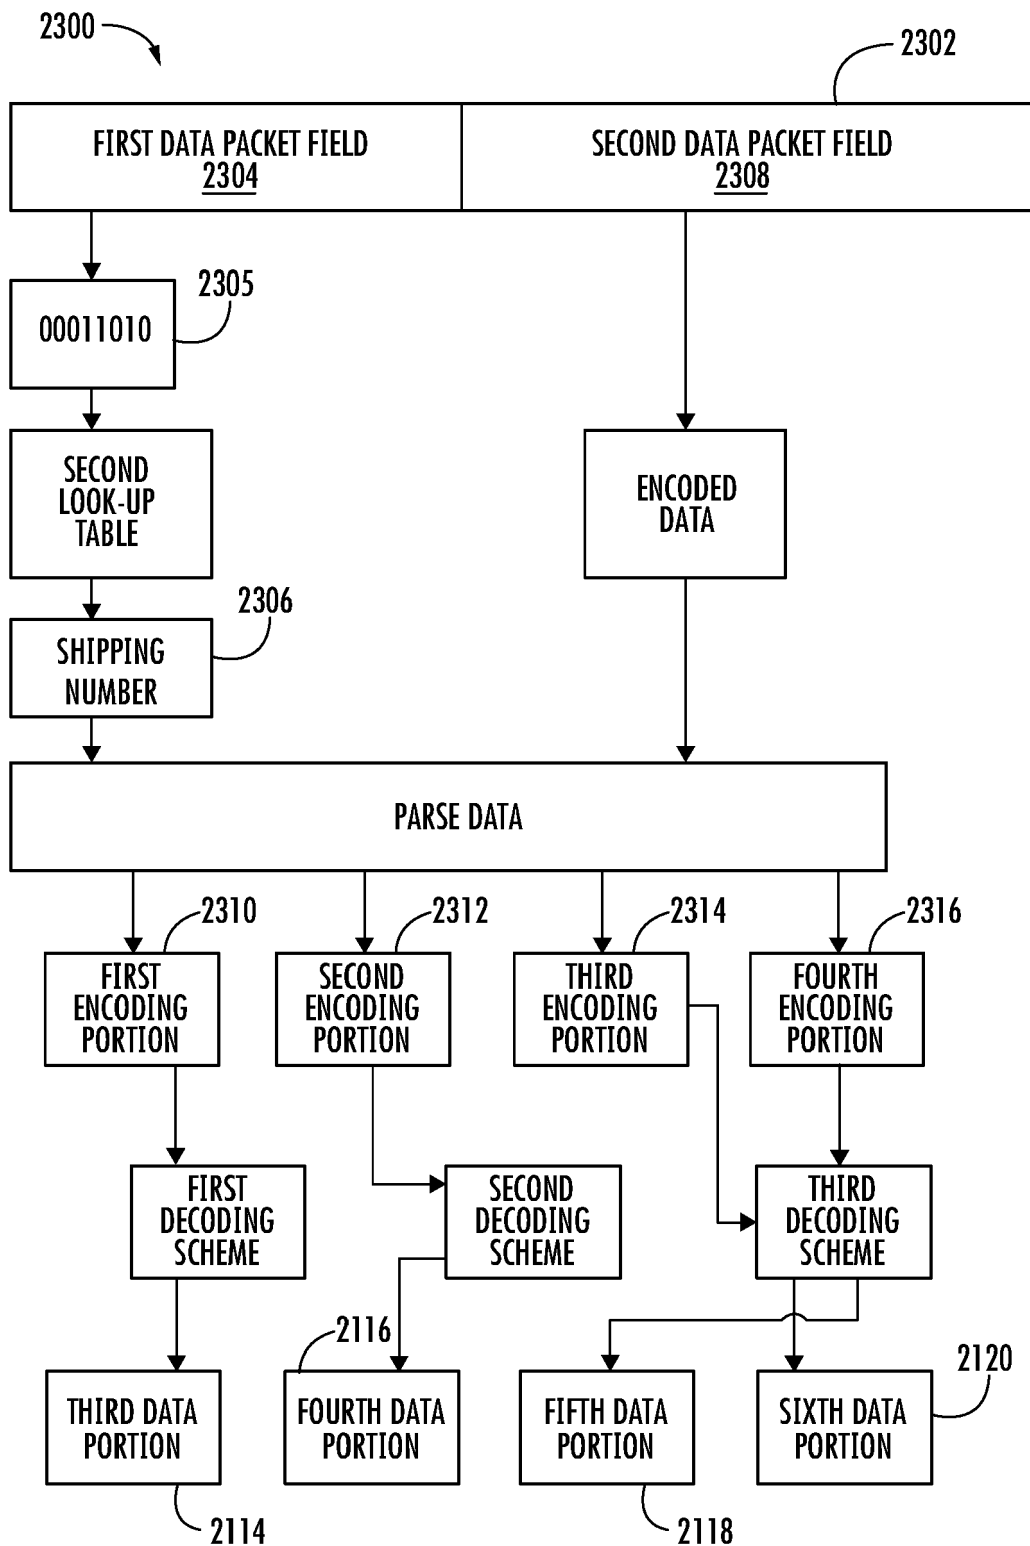 2300
2302
FIRST DATA PACKET FIELD
2304
SECOND DATA PACKET FIELD
2308
00011010
2305
SECOND
LOOK-UP
TABLE
ENCODED
DATA
2306
SHIPPING
NUMBER
PARSE DATA
2310
2312
2314
2316
FIRST
ENCODING
PORTION
SECOND
ENCODING
PORTION
THIRD
ENCODING
PORTION
FOURTH
ENCODING
PORTION
FIRST
DECODING
SCHEME
SECOND
DECODING
SCHEME
THIRD
DECODING
SCHEME
2116
2120
THIRD DATA
PORTION
FOURTH DATA
PORTION
FIFTH DATA
PORTION
SIXTH DATA
PORTION
2114
2118